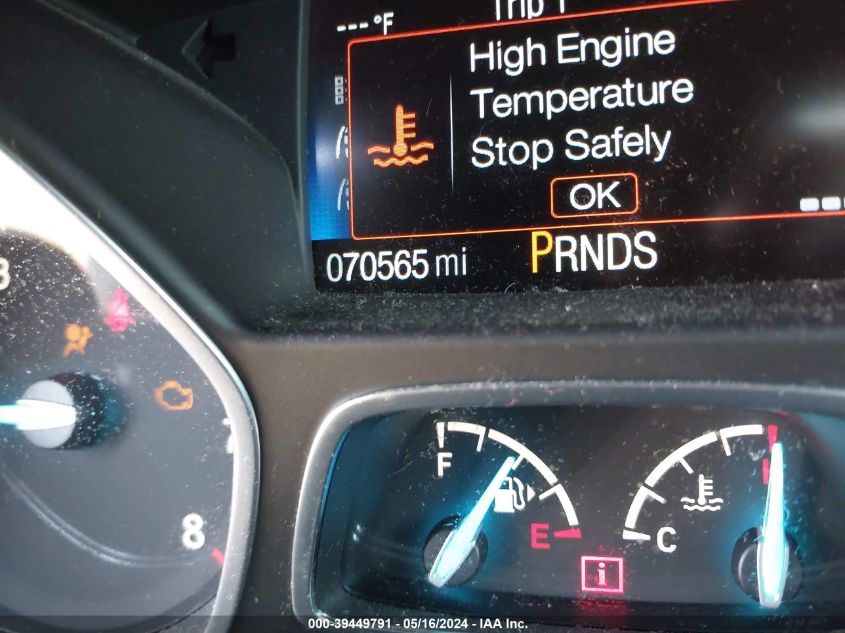 Trip 1
---°F
High Engine
Temperature
Stop Safely
OK
070565 mi PRNDS
8
F
E
C
H
i
000-39449791 - 05/16/2024 - IAA Inc.